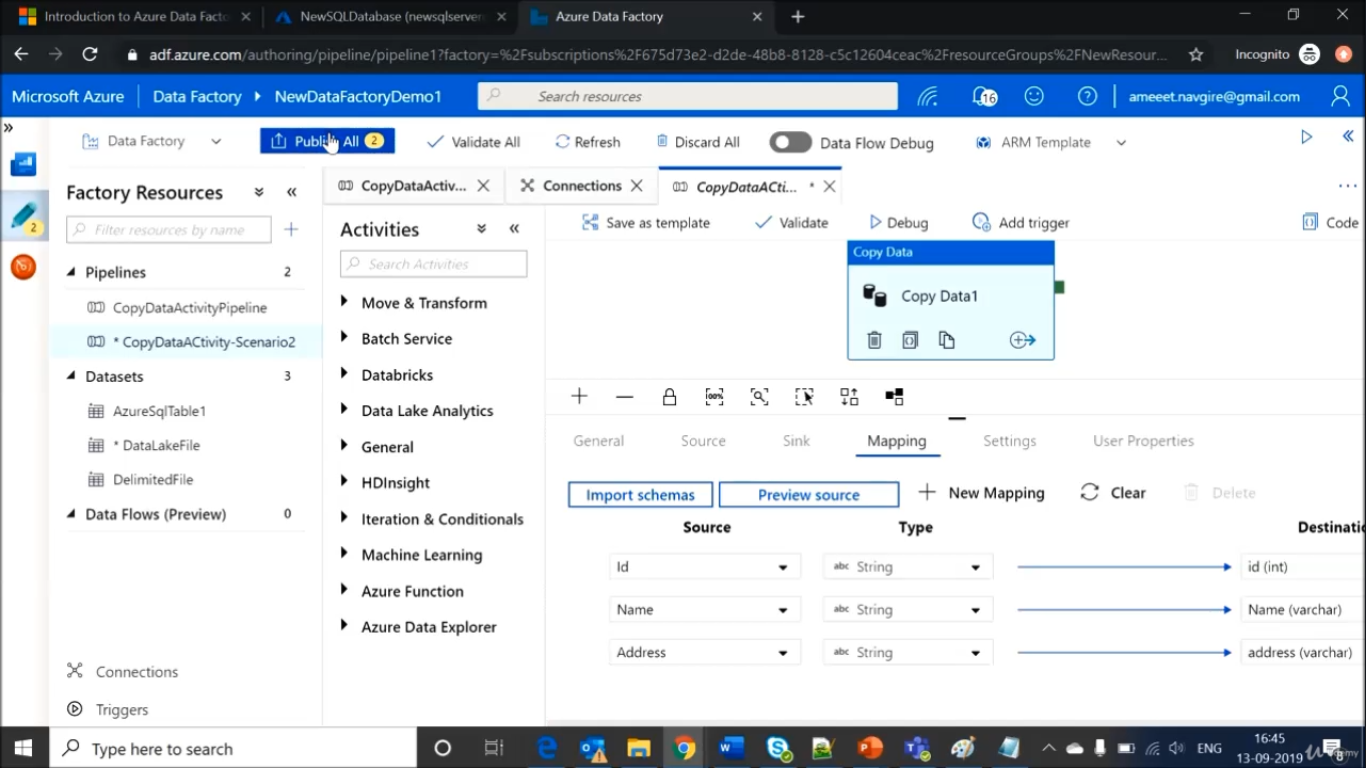 Introduction to Azure Data Facto
NewSQLDatabase (newsqlserver
Azure Data Factory
adf.azure.com/authoring/pipeline/pipeline1?factory=%2Fsubscriptions%2F675d73e2-d2de-48b8-8128-c5c12604ceac%2FresourceGroups%2FNewResour...
Incognito
Microsoft Azure
Data Factory
NewDataFactoryDemo1
Search resources
16
ameeet.navgire@gmail.com
Data Factory
Publish All
2
Validate All
Refresh
Discard All
Data Flow Debug
ARM Template
Factory Resources
Filter resources by name
2
Pipelines 2
CopyDataActivityPipeline
* CopyDataACtivity-Scenario2
Datasets 3
AzureSqlTable1
* DataLakeFile
DelimitedFile
Data Flows (Preview) 0
Connections
Triggers
CopyDataActiv...
Connections
CopyDataACti... *
Activities
Search Activities
Move & Transform
Batch Service
Databricks
Data Lake Analytics
General
HDInsight
Iteration & Conditionals
Machine Learning
Azure Function
Azure Data Explorer
Save as template
Validate
Debug
Add trigger
Code
Copy Data
Copy Data1
100%
General
Source
Sink
Mapping
Settings
User Properties
Import schemas
Preview source
New Mapping
Clear
Delete
Source Type Destinatio
Id abc String id (int)
Name abc String Name (varchar)
Address abc String address (varchar)
Type here to search
ENG
16:45
13-09-2019
8